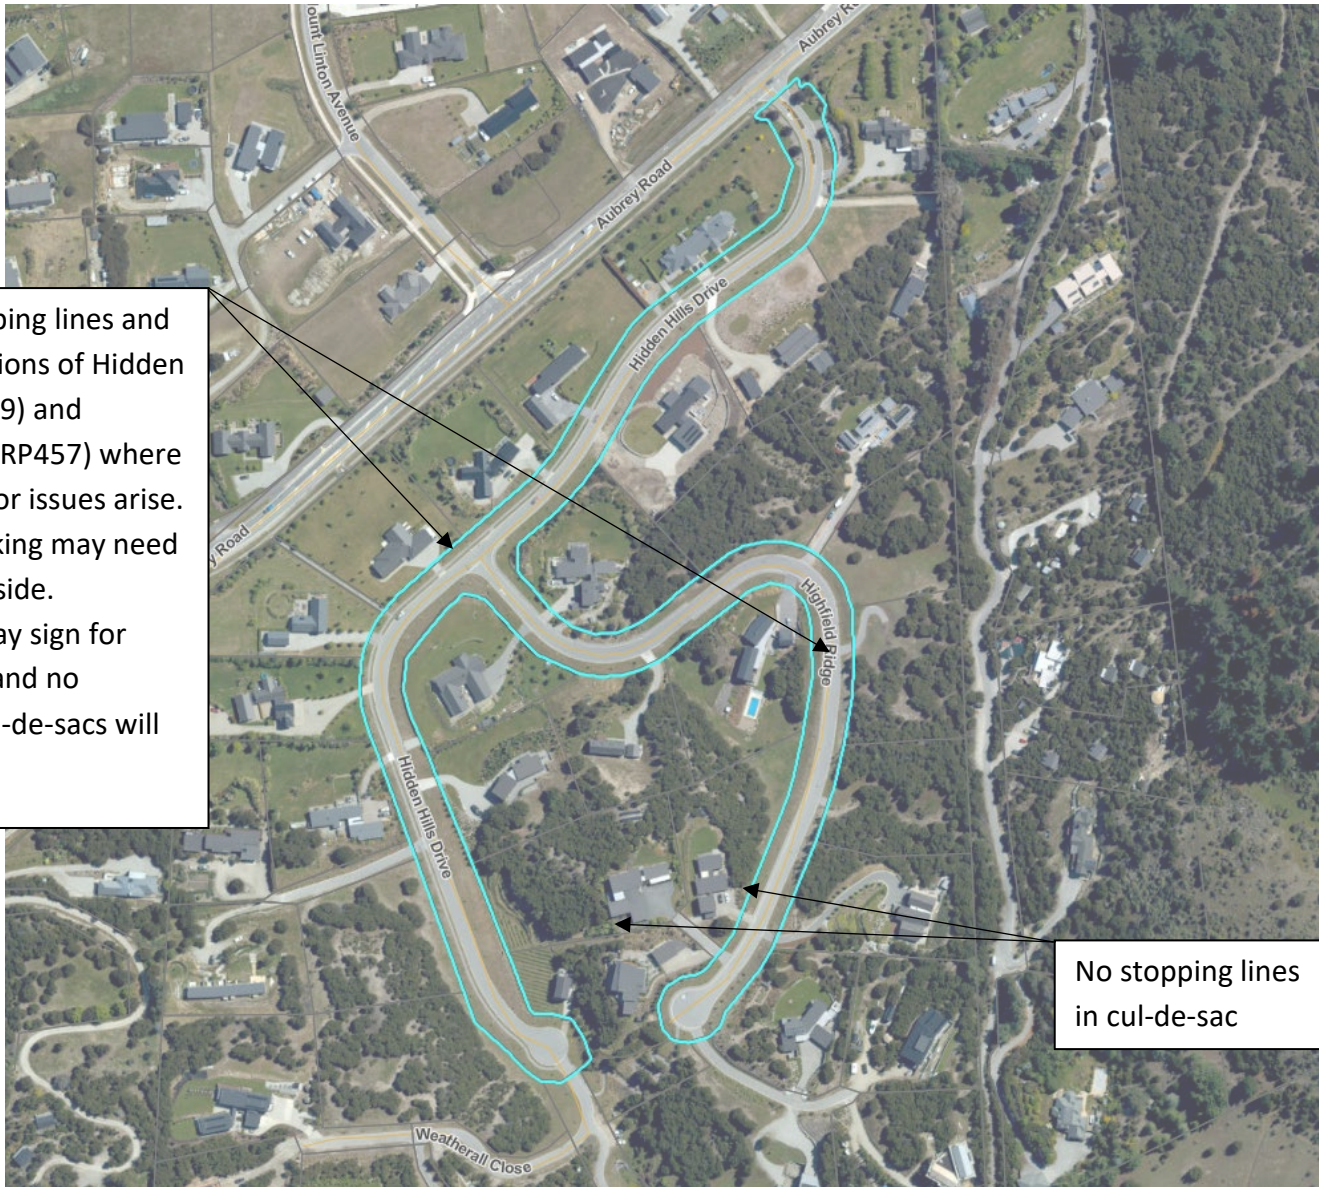 Mount Linton Avenue
Aubrey
Aubrey Road
Hidden Hills Drive
ping lines and
ions of Hidden
9) and
RP457) where
or issues arise.
king may need
side.
ay sign for
and no
-de-sacs will
y Road
Highfield Ridge
Hidden Hills Drive
No stopping lines
in cul-de-sac
Weatherall Close